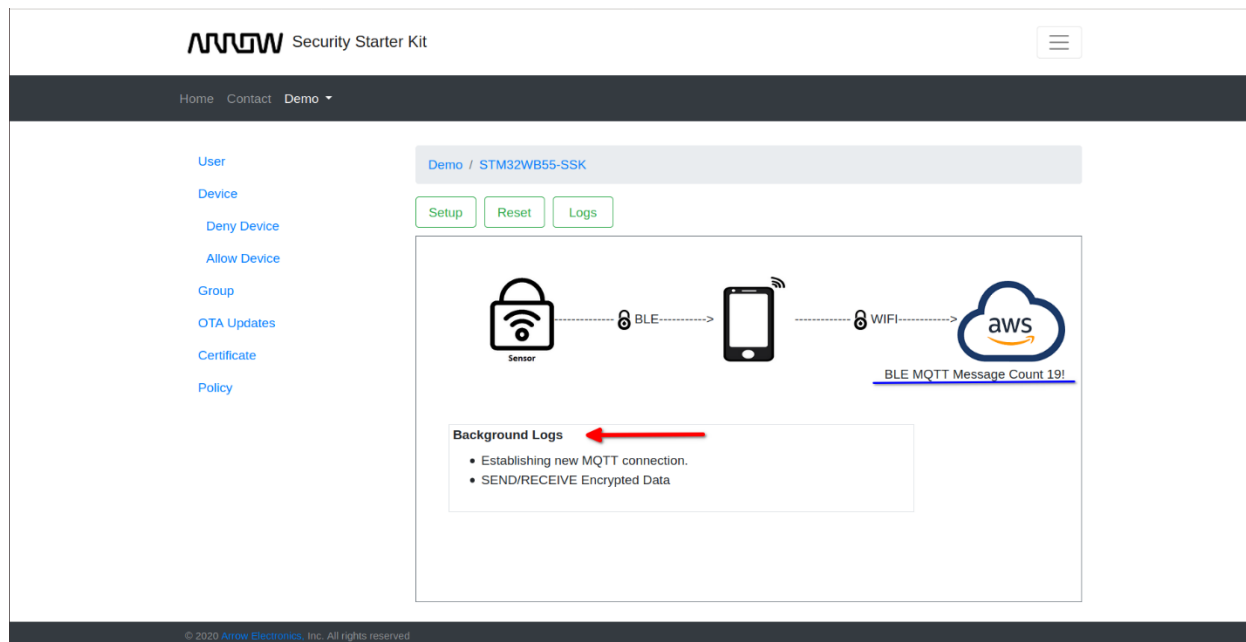 ARROW Security Starter Kit
Home Contact Demo
User
Device
Deny Device
Allow Device
Group
OTA Updates
Certificate
Policy
Demo / STM32WB55-SSK
Setup Reset Logs
Sensor
------------- BLE----------->
------------ WIFI------------>
aws
BLE MQTT Message Count 19!
Background Logs
• Establishing new MQTT connection.
• SEND/RECEIVE Encrypted Data
© 2020 Arrow Electronics, Inc. All rights reserved